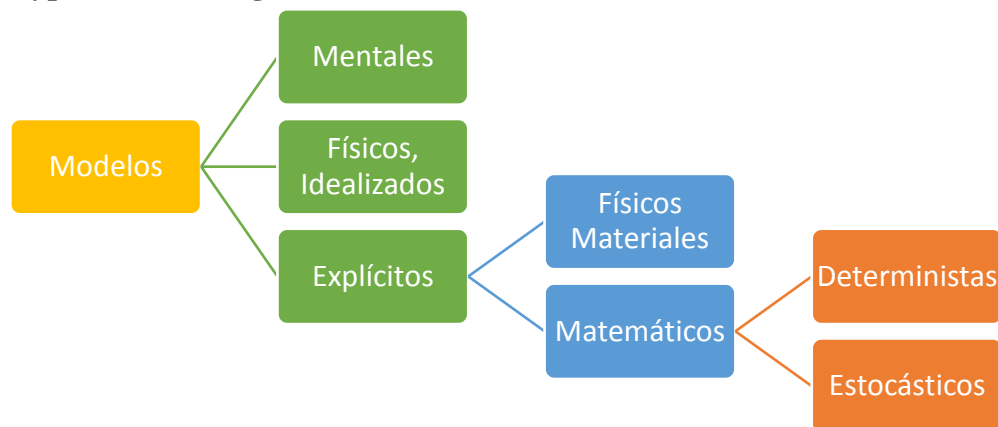 Modelos
Mentales
Físicos,
Idealizados
Explícitos
Físicos
Materiales
Matemáticos
Deterministas
Estocásticos